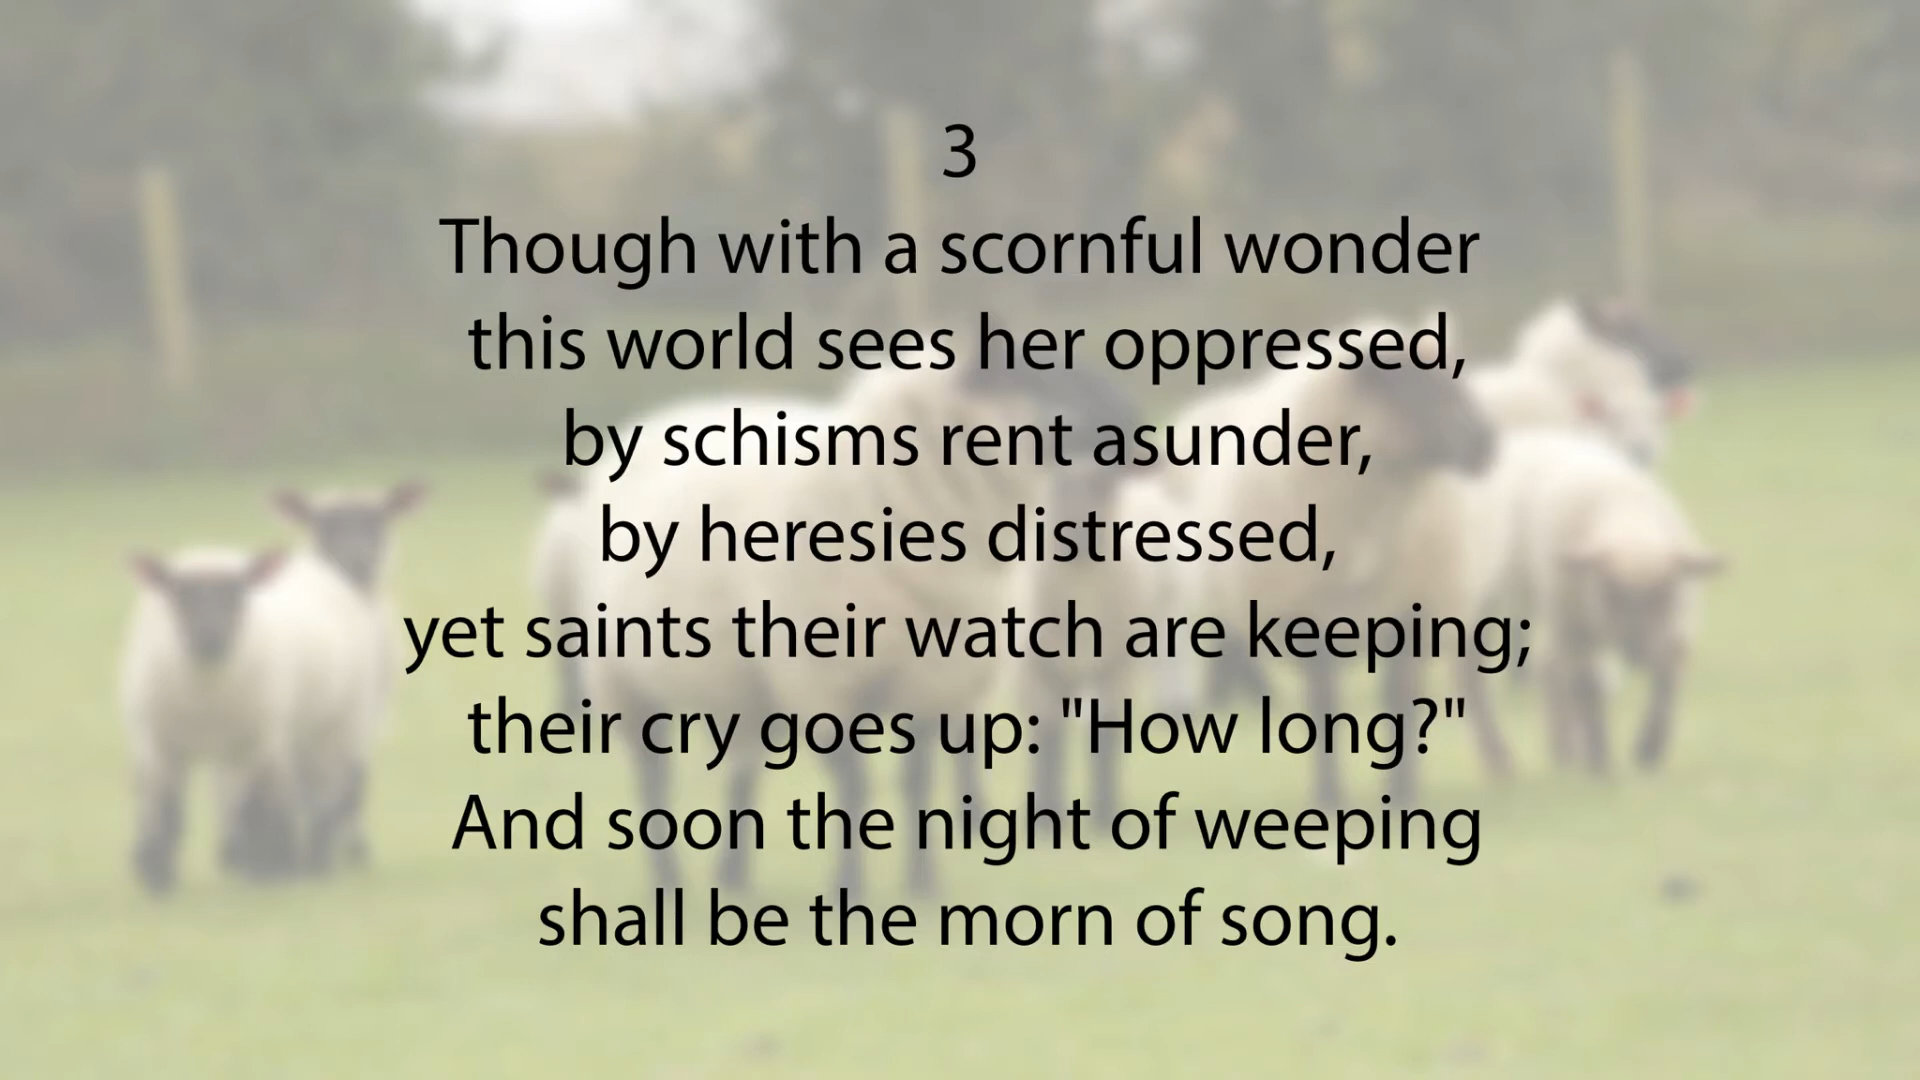 3
Though with a scornful wonder
this world sees her oppressed,
by schisms rent asunder,
by heresies distressed,
yet saints their watch are keeping;
their cry goes up: "How long?"
And soon the night of weeping
shall be the morn of song.